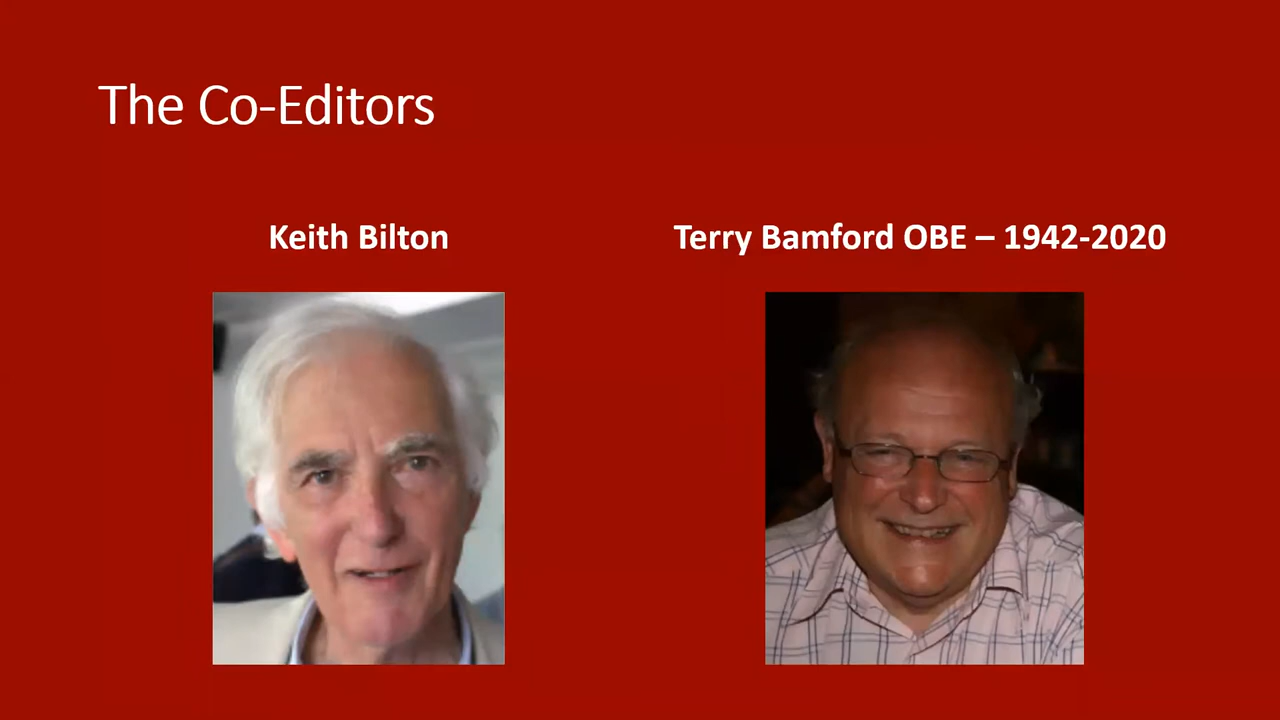 The Co-Editors
Keith Bilton
Terry Bamford OBE – 1942-2020